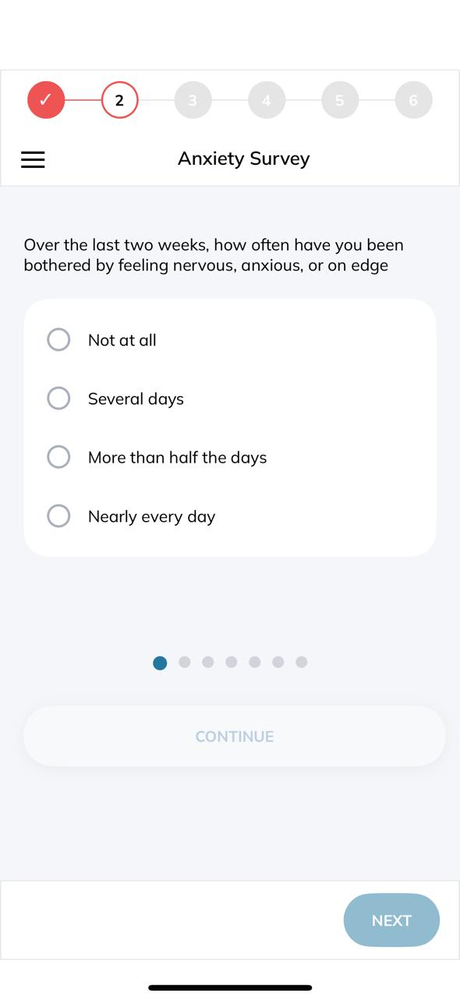 ✓ 2 3 4 5 6
Anxiety Survey
Over the last two weeks, how often have you been
bothered by feeling nervous, anxious, or on edge
Not at all
Several days
More than half the days
Nearly every day
CONTINUE
NEXT